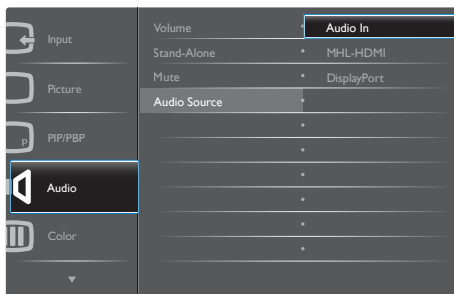 Input
Picture
P PIP/PBP
Audio
Color
Volume
Stand-Alone
Mute
Audio Source
Audio In
MHL-HDMI
DisplayPort